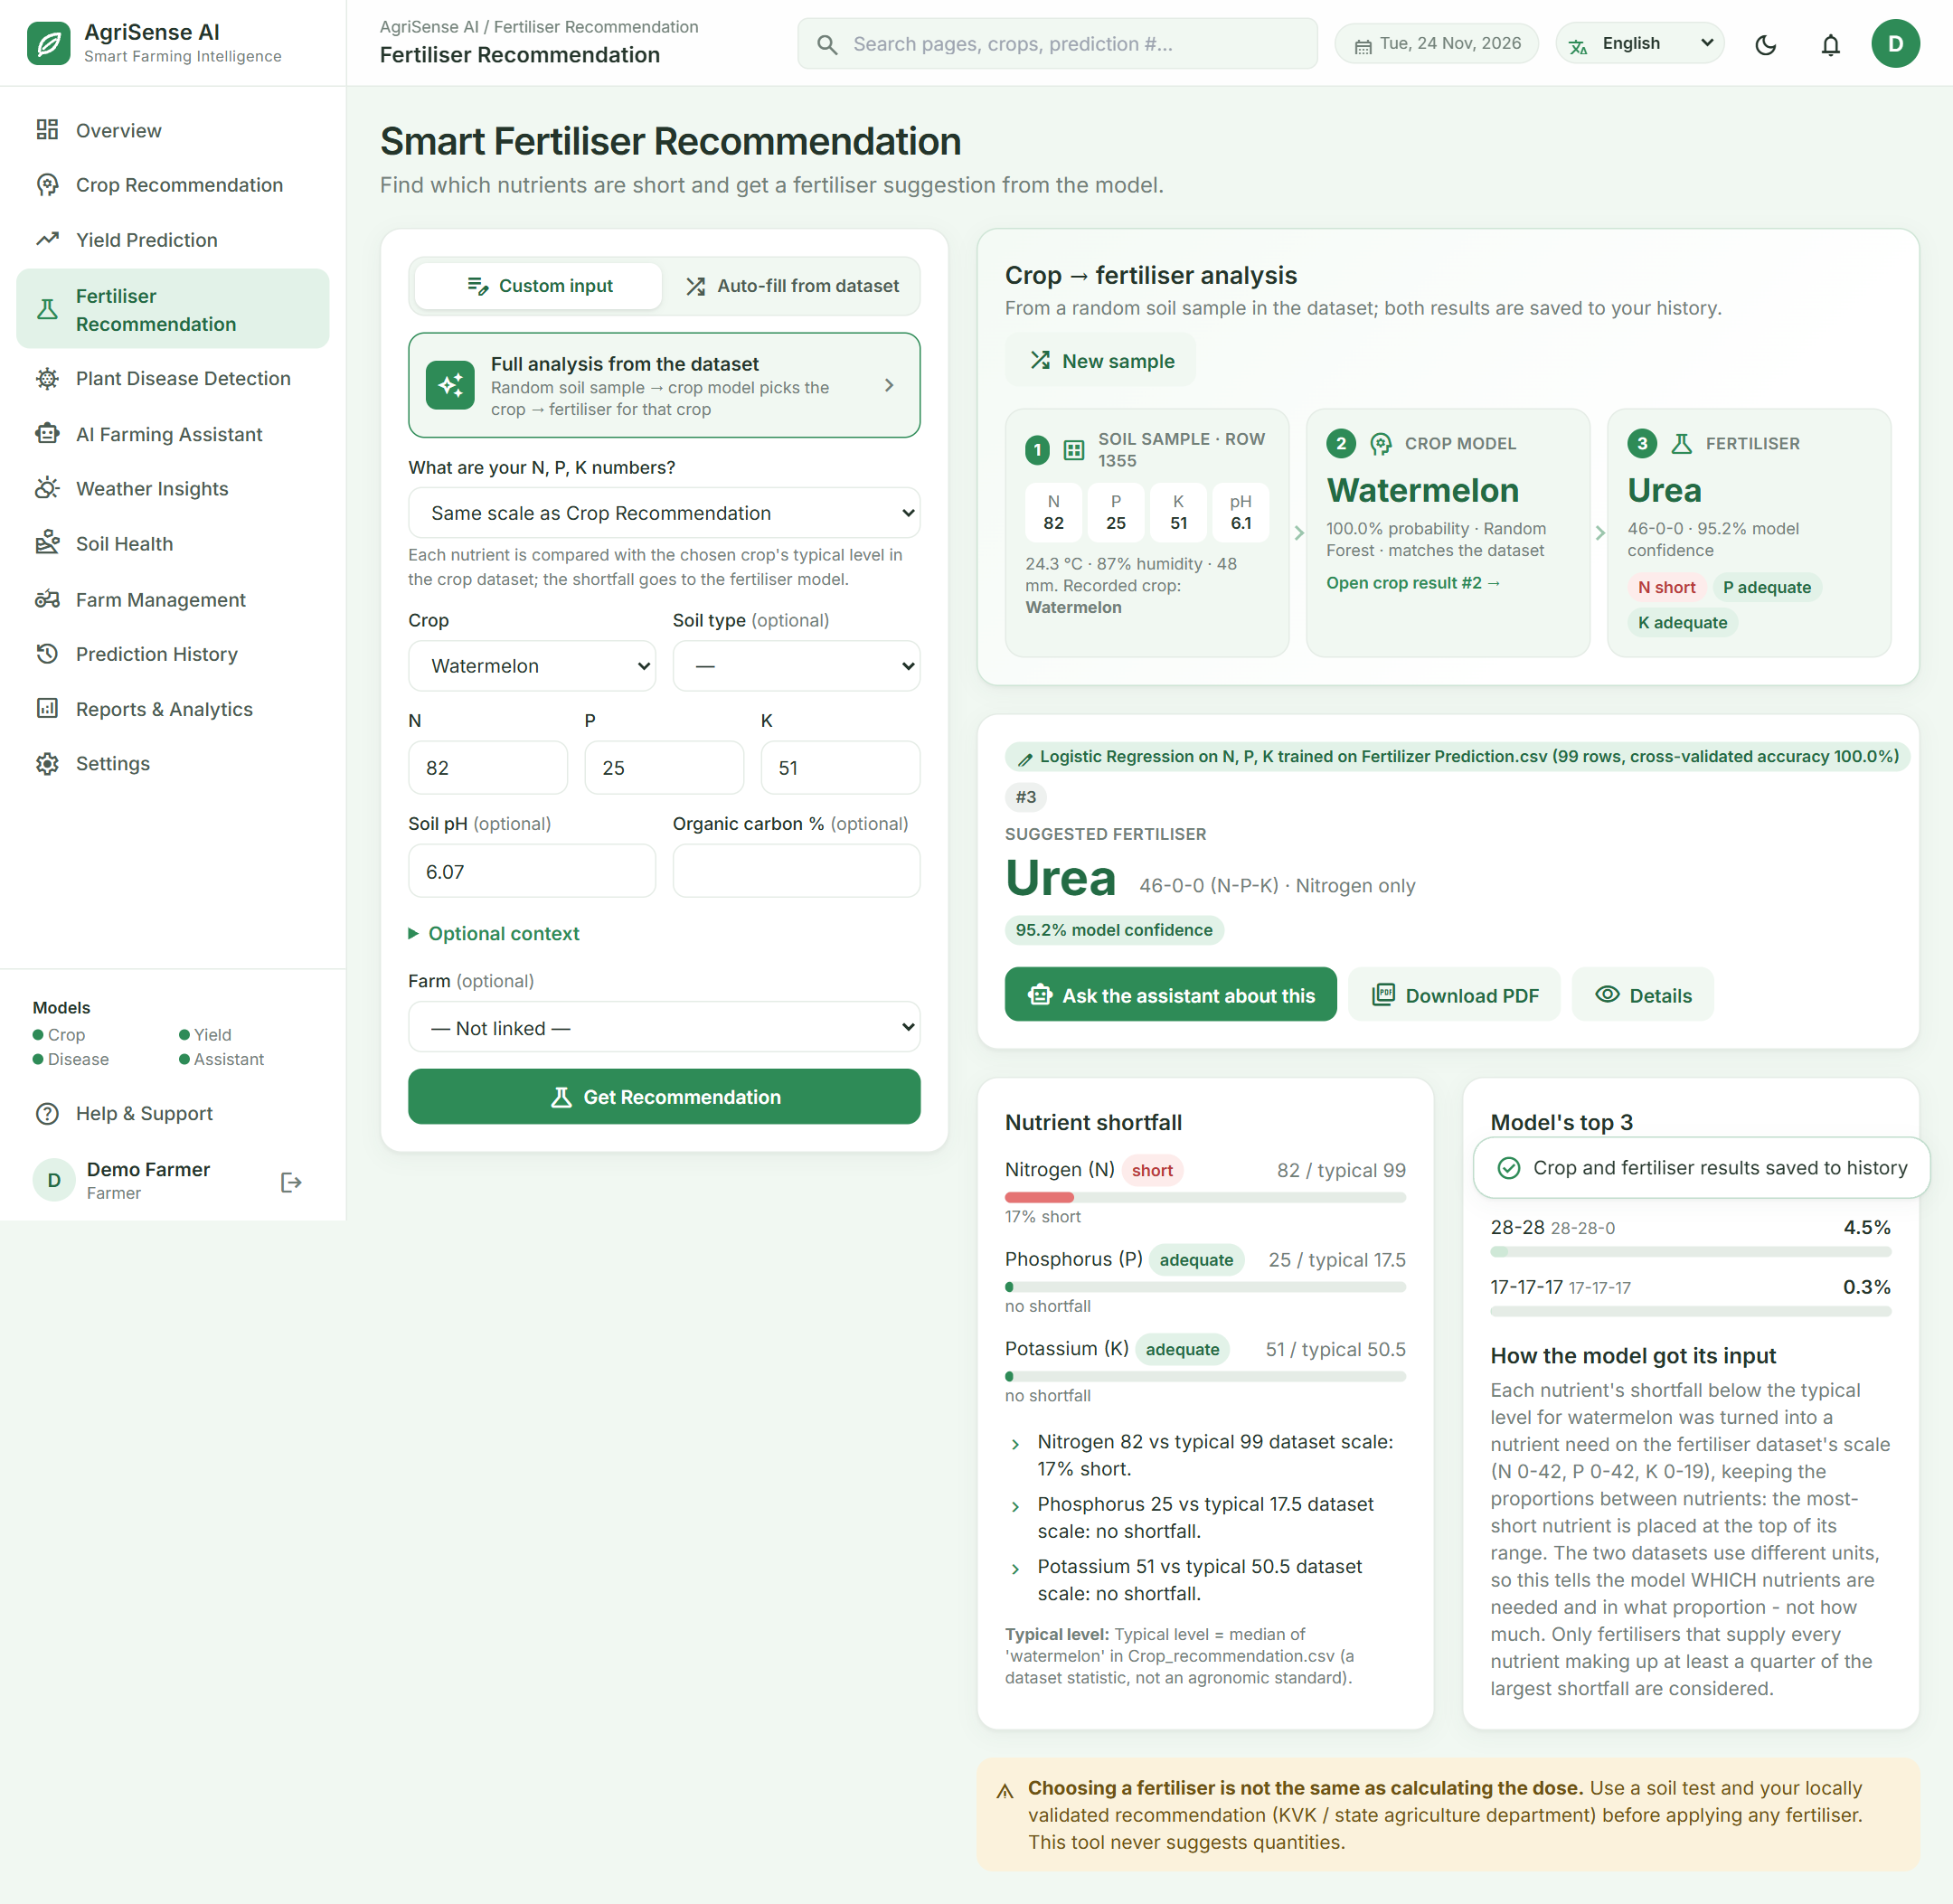 AgriSense AI
Smart Farming Intelligence
AgriSense AI / Fertiliser Recommendation
Fertiliser Recommendation
Search pages, crops, prediction #...
Tue, 24 Nov, 2026
English
D
Overview
Crop Recommendation
Yield Prediction
Fertiliser
Recommendation
Plant Disease Detection
AI Farming Assistant
Weather Insights
Soil Health
Farm Management
Prediction History
Reports & Analytics
Settings
Models
Crop
Yield
Disease
Assistant
Help & Support
D
Demo Farmer
Farmer
Smart Fertiliser Recommendation
Find which nutrients are short and get a fertiliser suggestion from the model.
Custom input
Auto-fill from dataset
Full analysis from the dataset
Random soil sample → crop model picks the
crop → fertiliser for that crop
What are your N, P, K numbers?
Same scale as Crop Recommendation
Each nutrient is compared with the chosen crop's typical level in
the crop dataset; the shortfall goes to the fertiliser model.
Crop
Soil type (optional)
Watermelon
—
N
P
K
82
25
51
Soil pH (optional)
Organic carbon % (optional)
6.07
Optional context
Farm (optional)
— Not linked —
Get Recommendation
Crop → fertiliser analysis
From a random soil sample in the dataset; both results are saved to your history.
New sample
1
SOIL SAMPLE · ROW
1355
N
P
K
pH
82
25
51
6.1
24.3 °C · 87% humidity · 48
mm. Recorded crop:
Watermelon
2
CROP MODEL
Watermelon
100.0% probability · Random
Forest · matches the dataset
Open crop result #2 →
3
FERTILISER
Urea
46-0-0 · 95.2% model
confidence
N short
P adequate
K adequate
Logistic Regression on N, P, K trained on Fertilizer Prediction.csv (99 rows, cross-validated accuracy 100.0%)
#3
SUGGESTED FERTILISER
Urea
46-0-0 (N-P-K) · Nitrogen only
95.2% model confidence
Ask the assistant about this
Download PDF
Details
Nutrient shortfall
Nitrogen (N)
short
82 / typical 99
17% short
Phosphorus (P)
adequate
25 / typical 17.5
no shortfall
Potassium (K)
adequate
51 / typical 50.5
no shortfall
Nitrogen 82 vs typical 99 dataset scale:
17% short.
Phosphorus 25 vs typical 17.5 dataset
scale: no shortfall.
Potassium 51 vs typical 50.5 dataset
scale: no shortfall.
Typical level: Typical level = median of
'watermelon' in Crop_recommendation.csv (a
dataset statistic, not an agronomic standard).
Model's top 3
Crop and fertiliser results saved to history
28-28 28-28-0
4.5%
17-17-17 17-17-17
0.3%
How the model got its input
Each nutrient's shortfall below the typical
level for watermelon was turned into a
nutrient need on the fertiliser dataset's scale
(N 0-42, P 0-42, K 0-19), keeping the
proportions between nutrients: the most-
short nutrient is placed at the top of its
range. The two datasets use different units,
so this tells the model WHICH nutrients are
needed and in what proportion - not how
much. Only fertilisers that supply every
nutrient making up at least a quarter of the
largest shortfall are considered.
Choosing a fertiliser is not the same as calculating the dose. Use a soil test and your locally
validated recommendation (KVK / state agriculture department) before applying any fertiliser.
This tool never suggests quantities.